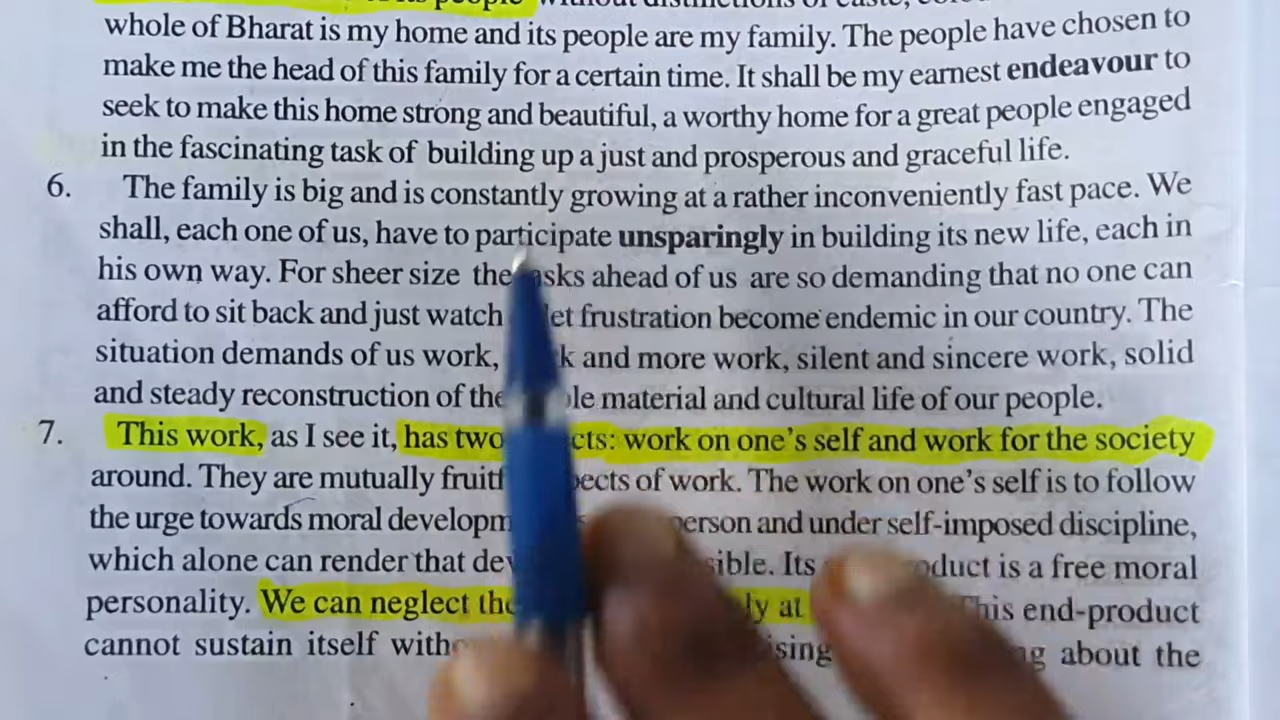 whole of Bharat is my home and its people are my family. The people have chosen to
make me the head of this family for a certain time. It shall be my earnest endeavour to
seek to make this home strong and beautiful, a worthy home for a great people engaged
in the fascinating task of building up a just and prosperous and graceful life.
6. The family is big and is constantly growing at a rather inconveniently fast pace. We
shall, each one of us, have to participate unsparingly in building its new life, each in
his own way. For sheer size the asks ahead of us are so demanding that no one can
afford to sit back and just watch let frustration become endemic in our country. The
situation demands of us work, k and more work, silent and sincere work, solid
and steady reconstruction of the le material and cultural life of our people.
7. This work, as I see it, has two cts: work on one's self and work for the society
around. They are mutually fruitf ects of work. The work on one's self is to follow
the urge towards moral developm person and under self-imposed discipline,
which alone can render that dev sible. Its oduct is a free moral
personality. We can neglect the ly at his end-product
cannot sustain itself with ising g about the